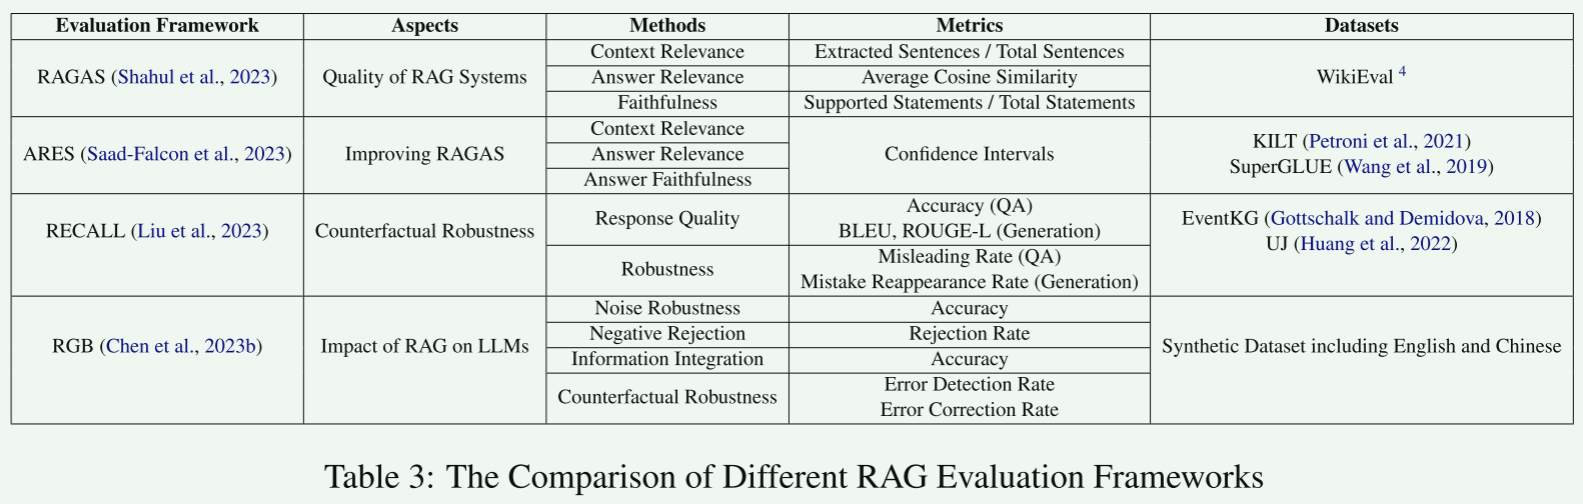 Evaluation Framework Aspects Methods Metrics Datasets
RAGAS (Shahul et al., 2023) Quality of RAG Systems
Context Relevance Extracted Sentences / Total Sentences
Answer Relevance Average Cosine Similarity
Faithfulness Supported Statements / Total Statements
WikiEval 4
ARES (Saad-Falcon et al., 2023) Improving RAGAS
Context Relevance
Answer Relevance
Answer Faithfulness
Confidence Intervals
KILT (Petroni et al., 2021)
SuperGLUE (Wang et al., 2019)
RECALL (Liu et al., 2023) Counterfactual Robustness
Response Quality
Accuracy (QA)
BLEU, ROUGE-L (Generation)
Robustness
Misleading Rate (QA)
Mistake Reappearance Rate (Generation)
EventKG (Gottschalk and Demidova, 2018)
UJ (Huang et al., 2022)
RGB (Chen et al., 2023b) Impact of RAG on LLMs
Noise Robustness Accuracy
Negative Rejection Rejection Rate
Information Integration Accuracy
Counterfactual Robustness
Error Detection Rate
Error Correction Rate
Synthetic Dataset including English and Chinese
Table 3: The Comparison of Different RAG Evaluation Frameworks